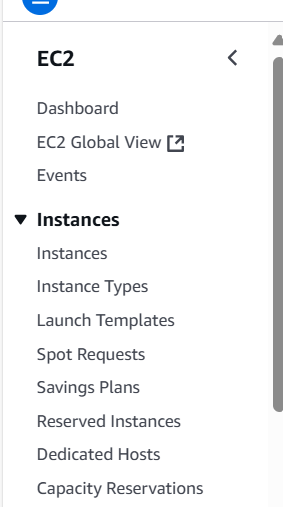 EC2
Dashboard
EC2 Global View
Events
Instances
Instances
Instance Types
Launch Templates
Spot Requests
Savings Plans
Reserved Instances
Dedicated Hosts
Capacity Reservations